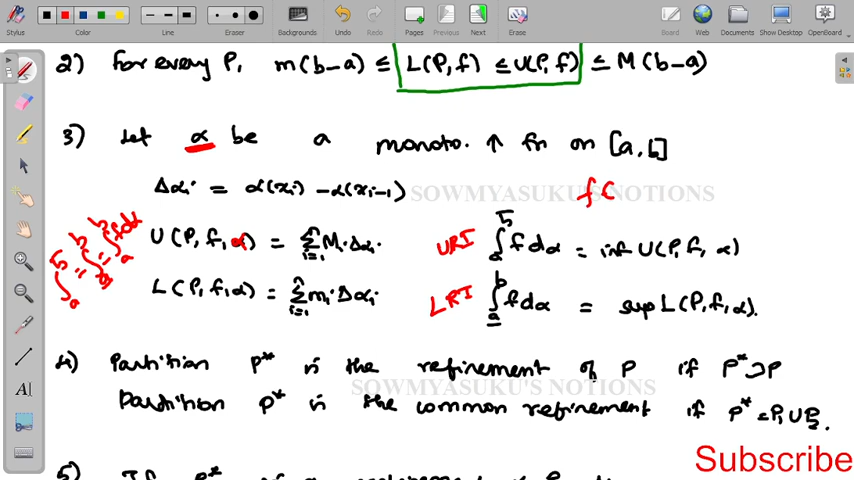 Stylus Color Line Eraser Backgrounds Undo Redo Pages Previous Next Erase Board Web Documents Show Desktop OpenBoard
2) For every P, m(b-a) ≤ L(P,f) ≤ U(P,f) ≤ M(b-a)
3) Let α be a monoto. ↑ fn on [a,b]
Δαi = α(xi) - α(xi-1)
SOWMYASUKU'S NOTIONS
U(P,f,α) = Σ Mi Δαi URI ∫ f dα = inf U(P,f,α)
L(P,f,α) = Σ mi Δαi LRI ∫ f dα = sup L(P,f,α).
4) Partition P* is the refinement of P if P* ⊃ P
SOWMYASUKU'S NOTIONS
Partition P* is the common refinement if P* = P1 ∪ P2.
Subscribe
5) If P*